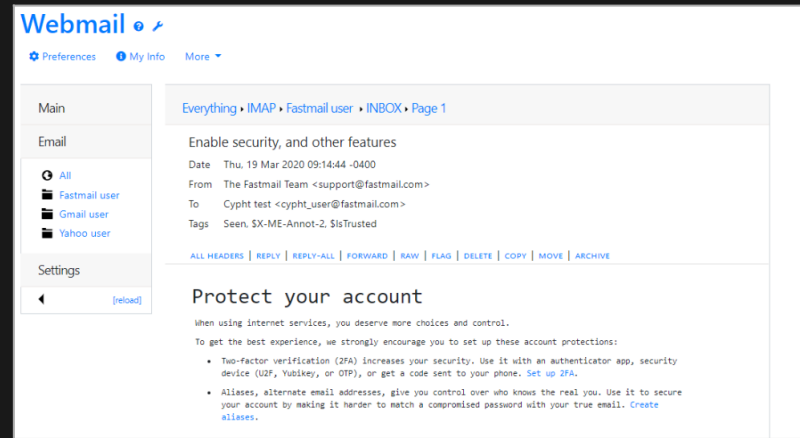 Webmail
Preferences My Info More
Main
Email
All
Fastmail user
Gmail user
Yahoo user
Settings
[reload]
Everything IMAP Fastmail user INBOX Page 1
Enable security, and other features
Date Thu, 19 Mar 2020 09:14:44 -0400
From The Fastmail Team <support@fastmail.com>
To Cypht test <cypht_user@fastmail.com>
Tags Seen, $X-ME-Annot-2, $IsTrusted
ALL HEADERS | REPLY | REPLY-ALL | FORWARD | RAW | FLAG | DELETE | COPY | MOVE | ARCHIVE
Protect your account
When using internet services, you deserve more choices and control.
To get the best experience, we strongly encourage you to set up these account protections:
• Two-factor verification (2FA) increases your security. Use it with an authenticator app, security
device (U2F, Yubikey, or OTP), or get a code sent to your phone. Set up 2FA.
• Aliases, alternate email addresses, give you control over who knows the real you. Use it to secure
your account by making it harder to match a compromised password with your true email. Create
aliases.